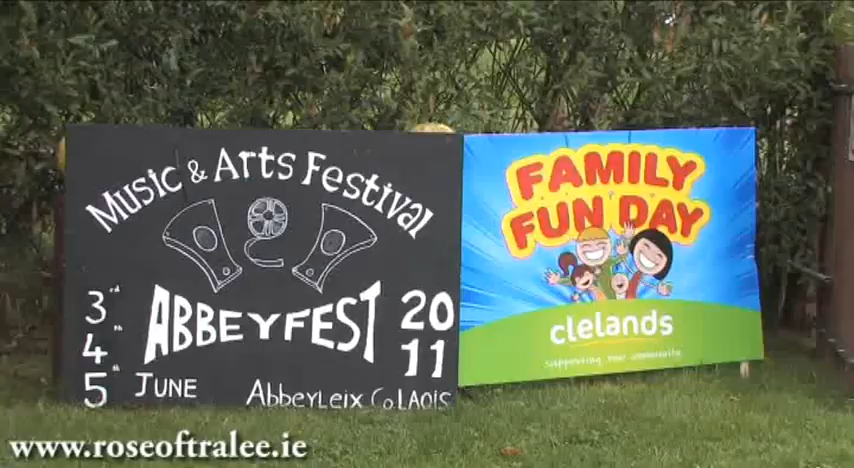 Music & Arts Festival
ABBEYFEST
2011
3rd
4th
5th
JUNE
AbbeyLeix Co. LAOIS
FAMILY
FUN DAY
clelands
supporting your community
www.roseoftralee.ie